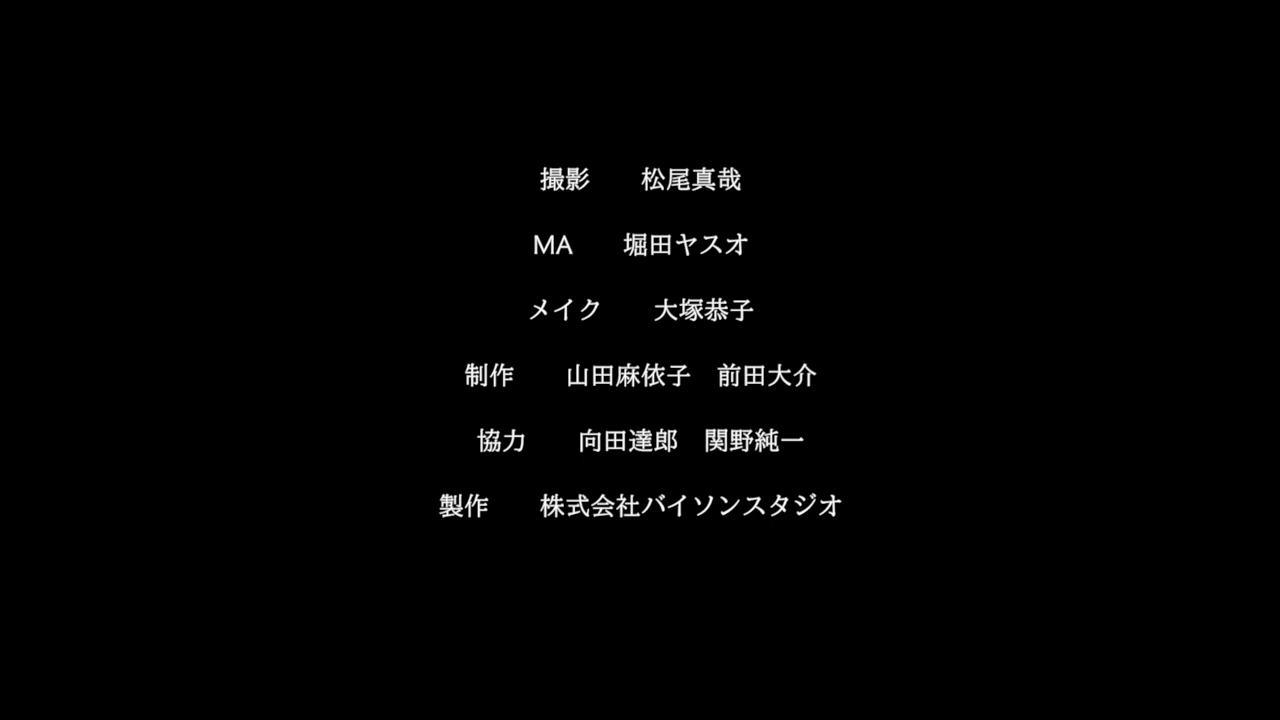 撮影　　松尾真哉
MA　　堀田ヤスオ
メイク　　大塚恭子
制作　　山田麻依子　前田大介
協力　　向田達郎　関野純一
製作　　株式会社バイソンスタジオ